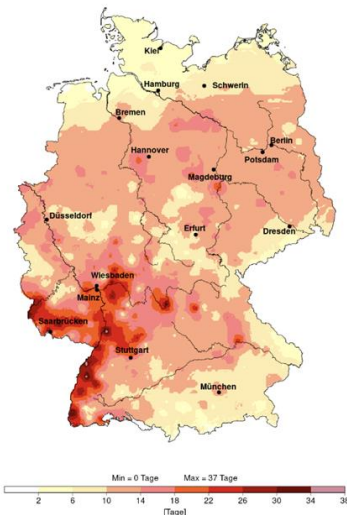 Kiel
Hamburg
Schwerin
Bremen
Berlin
Hannover
Potsdam
Magdeburg
Düsseldorf
Erfurt
Dresden
Wiesbaden
Mainz
Saarbrücken
Stuttgart
München
Min = 0 Tage Max = 37 Tage
2 6 10 14 18 22 26 30 34 38
[Tage]